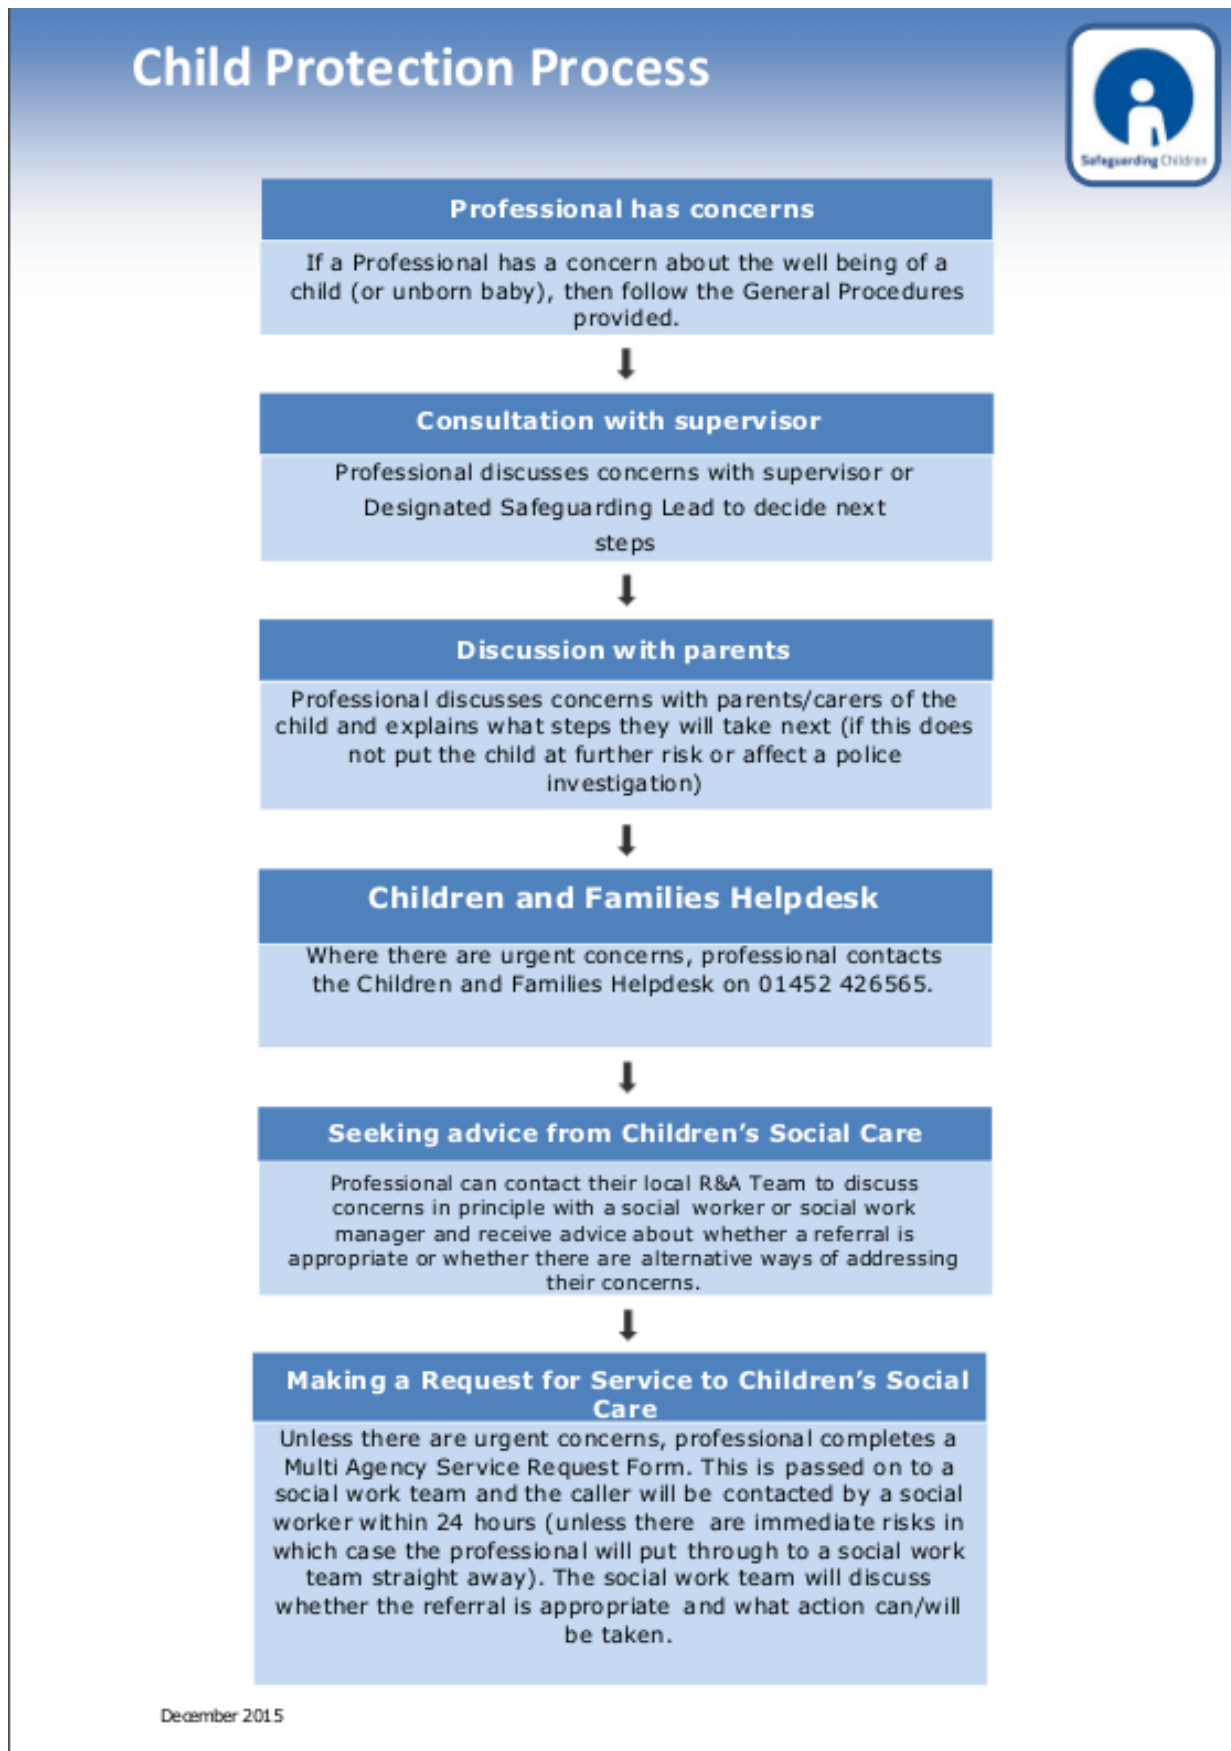 Child Protection Process
Safeguarding Children
Professional has concerns
If a Professional has a concern about the well being of a
child (or unborn baby), then follow the General Procedures
provided.
Consultation with supervisor
Professional discusses concerns with supervisor or
Designated Safeguarding Lead to decide next
steps
Discussion with parents
Professional discusses concerns with parents/carers of the
child and explains what steps they will take next (if this does
not put the child at further risk or affect a police
investigation)
Children and Families Helpdesk
Where there are urgent concerns, professional contacts
the Children and Families Helpdesk on 01452 426565.
Seeking advice from Children’s Social Care
Professional can contact their local R&A Team to discuss
concerns in principle with a social worker or social work
manager and receive advice about whether a referral is
appropriate or whether there are alternative ways of addressing
their concerns.
Making a Request for Service to Children’s Social
Care
Unless there are urgent concerns, professional completes a
Multi Agency Service Request Form. This is passed on to a
social work team and the caller will be contacted by a social
worker within 24 hours (unless there are immediate risks in
which case the professional will put through to a social work
team straight away). The social work team will discuss
whether the referral is appropriate and what action can/will
be taken.
December 2015